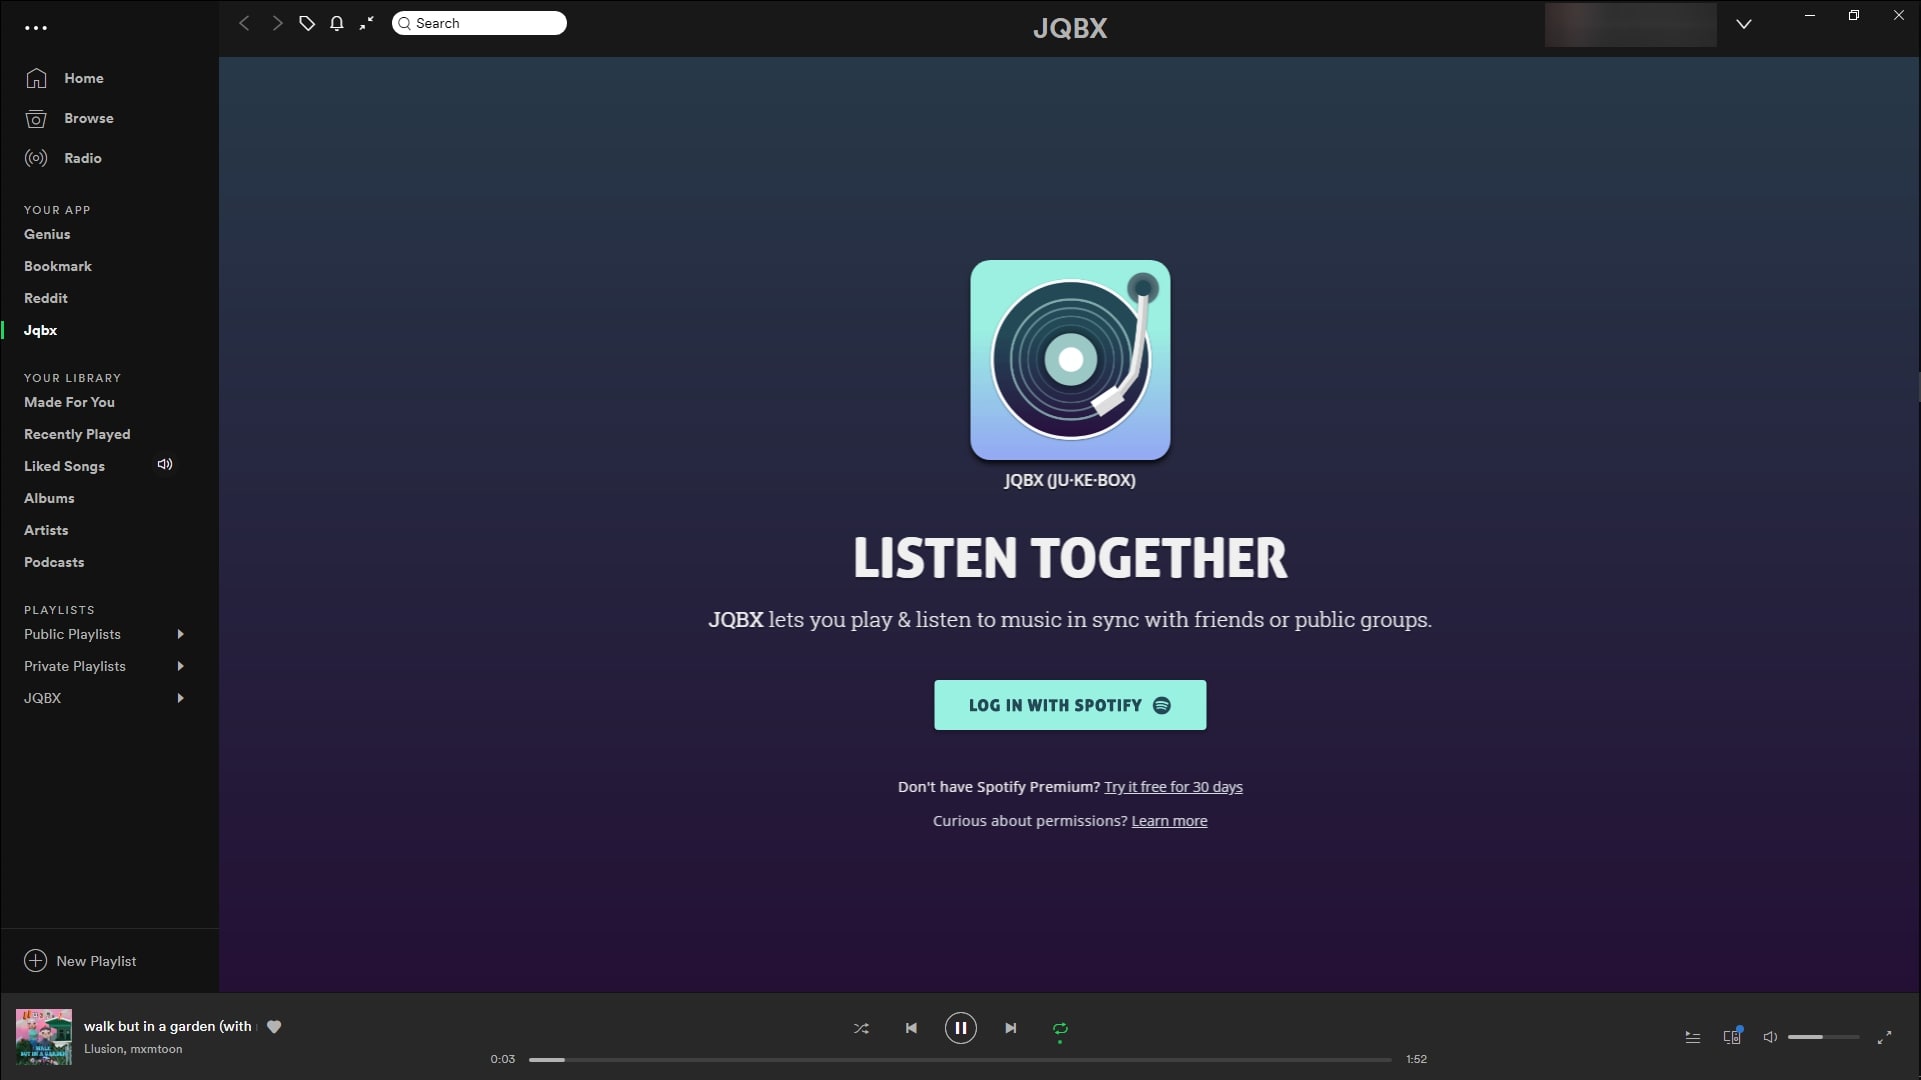 Search
JQBX
Home
Browse
Radio
YOUR APP
Genius
Bookmark
Reddit
Jqbx
YOUR LIBRARY
Made For You
Recently Played
Liked Songs
Albums
Artists
Podcasts
PLAYLISTS
Public Playlists
Private Playlists
JQBX
New Playlist
JQBX (JU·KE·BOX)
LISTEN TOGETHER
JQBX lets you play & listen to music in sync with friends or public groups.
LOG IN WITH SPOTIFY
Don't have Spotify Premium? Try it free for 30 days
Curious about permissions? Learn more
walk but in a garden (with
Llusion, mxmtoon
0:03
1:52